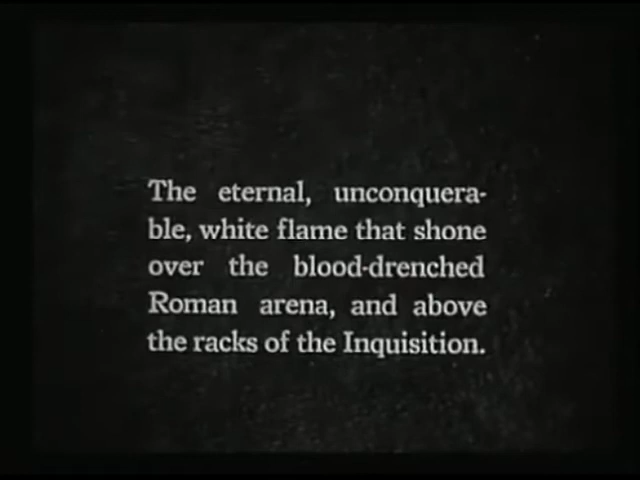 The eternal, unconquera-
ble, white flame that shone
over the blood-drenched
Roman arena, and above
the racks of the Inquisition.